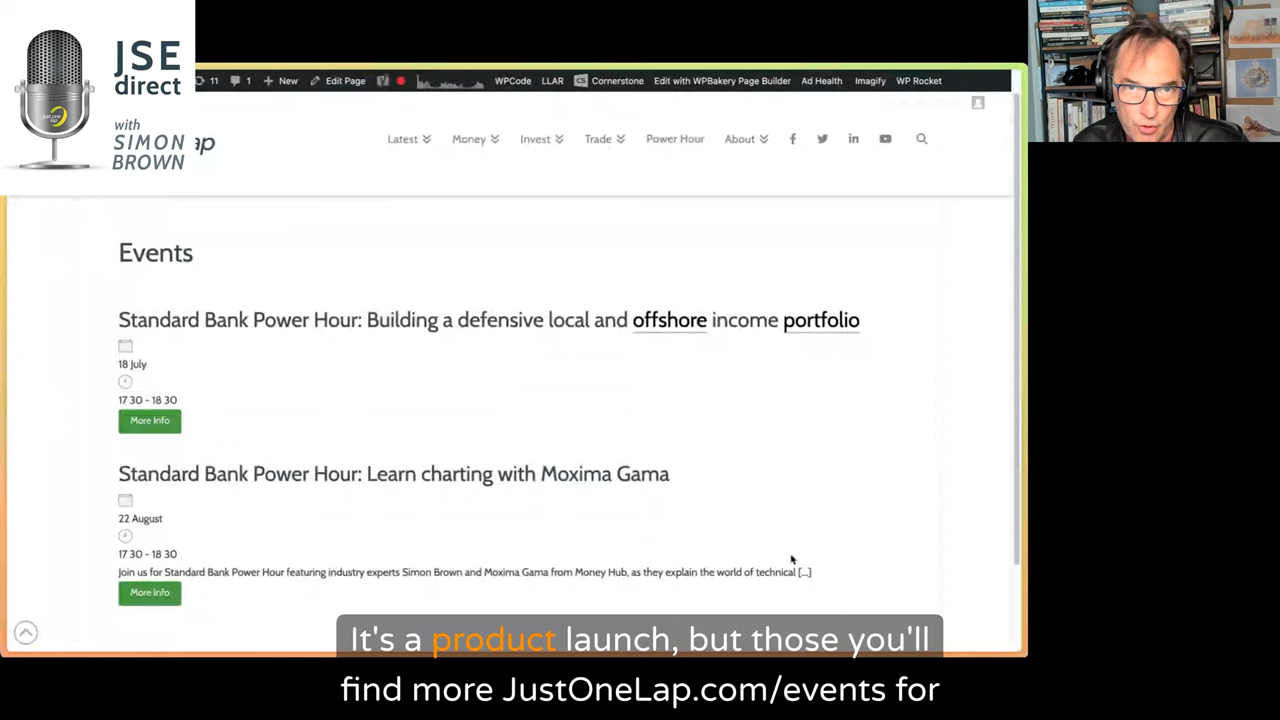 JSE
direct
with
SIMON
BROWN
just one
lap
11
1
New
Edit Page
WPCode
LLAR
CS
Cornerstone
Edit with WPBakery Page Builder
Ad Health
Imagify
WP Rocket
ap
Latest
Money
Invest
Trade
Power Hour
About
Events
Standard Bank Power Hour: Building a defensive local and offshore income portfolio
18 July
17 30 - 18 30
More Info
Standard Bank Power Hour: Learn charting with Moxima Gama
22 August
17 30 - 18 30
Join us for Standard Bank Power Hour featuring industry experts Simon Brown and Moxima Gama from Money Hub, as they explain the world of technical [...]
More Info
It's a product launch, but those you'll
find more JustOneLap.com/events for